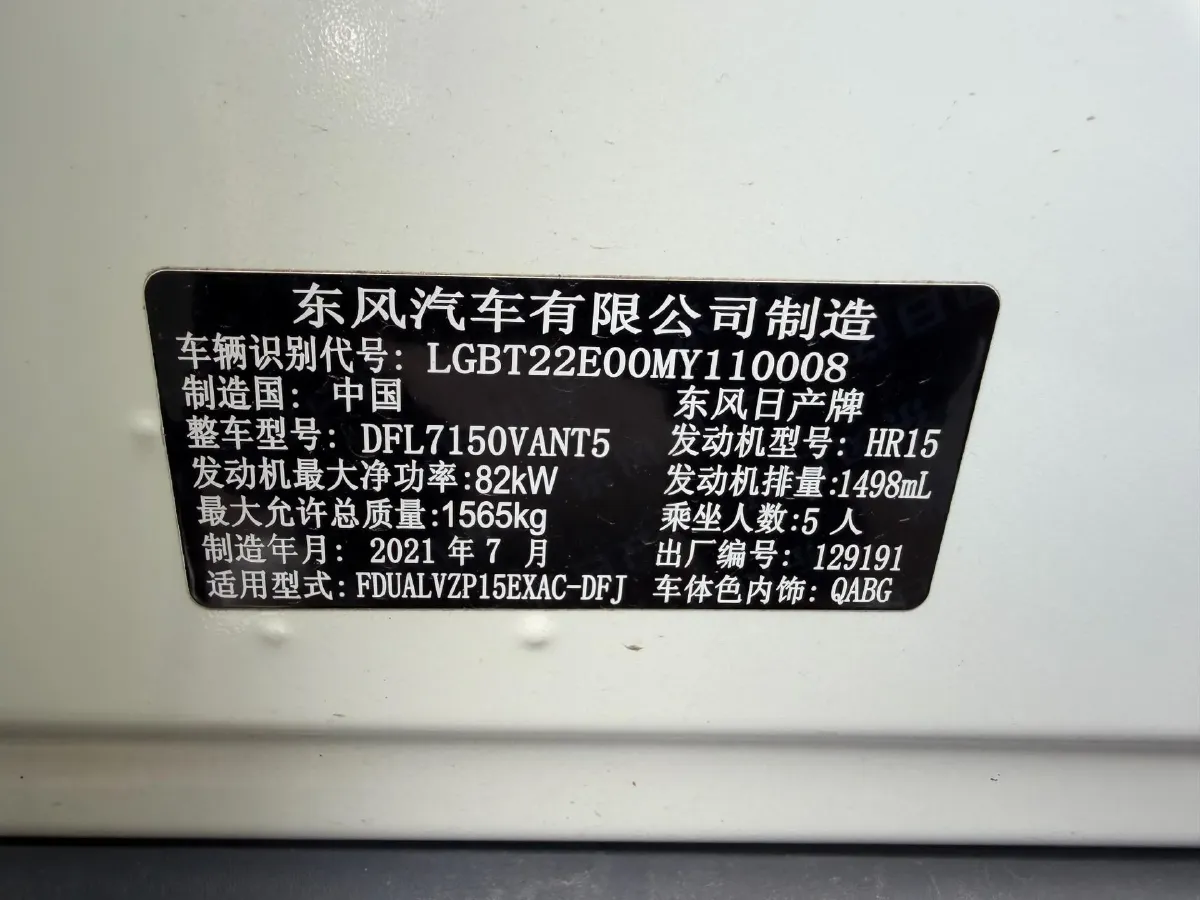 东风汽车有限公司制造
车辆识别代号: LGBT22E00MY110008
制造国: 中国 东风日产牌
整车型号: DFL7150VANT5 发动机型号: HR15
发动机最大净功率:82kW 发动机排量:1498mL
最大允许总质量:1565kg 乘坐人数:5 人
制造年月: 2021 年 7 月 出厂编号: 129191
适用型式: FDUALVZP15EXAC-DFJ 车体色内饰: QABG